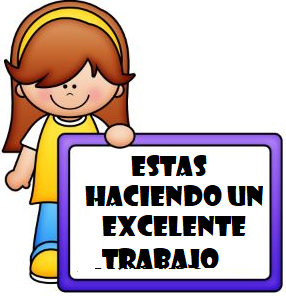 ESTAS
HACIENDO UN
EXCELENTE
TRABAJO